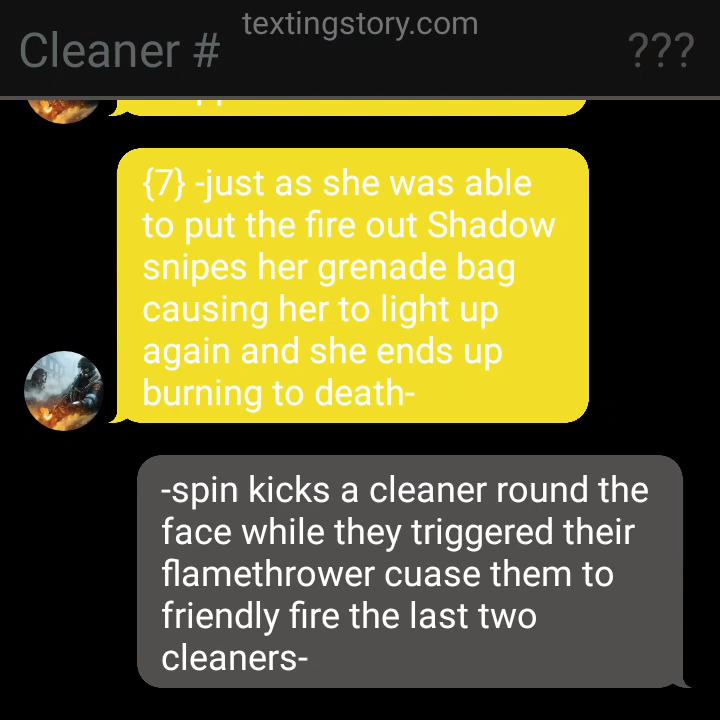 textingstory.com
Cleaner #
???
{7} -just as she was able
to put the fire out Shadow
snipes her grenade bag
causing her to light up
again and she ends up
burning to death-
-spin kicks a cleaner round the
face while they triggered their
flamethrower cuase them to
friendly fire the last two
cleaners-